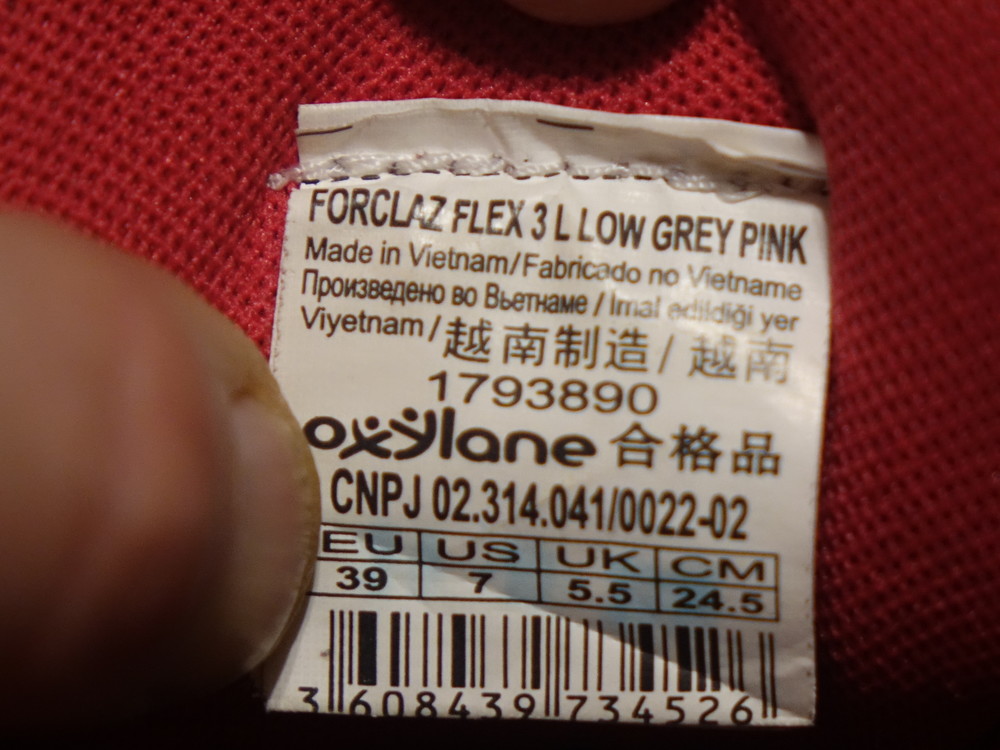 FORCLAZ FLEX 3 L LOW GREY PINK
Made in Vietnam/Fabricado no Vietname
Произведено во Вьетнаме / Imal edildiği yer
Viyetnam / 越南制造 / 越南
1793890
oxylane 合格品
CNPJ 02.314.041/0022-02
EU US UK CM
39 7 5.5 24.5
3 608439 734526